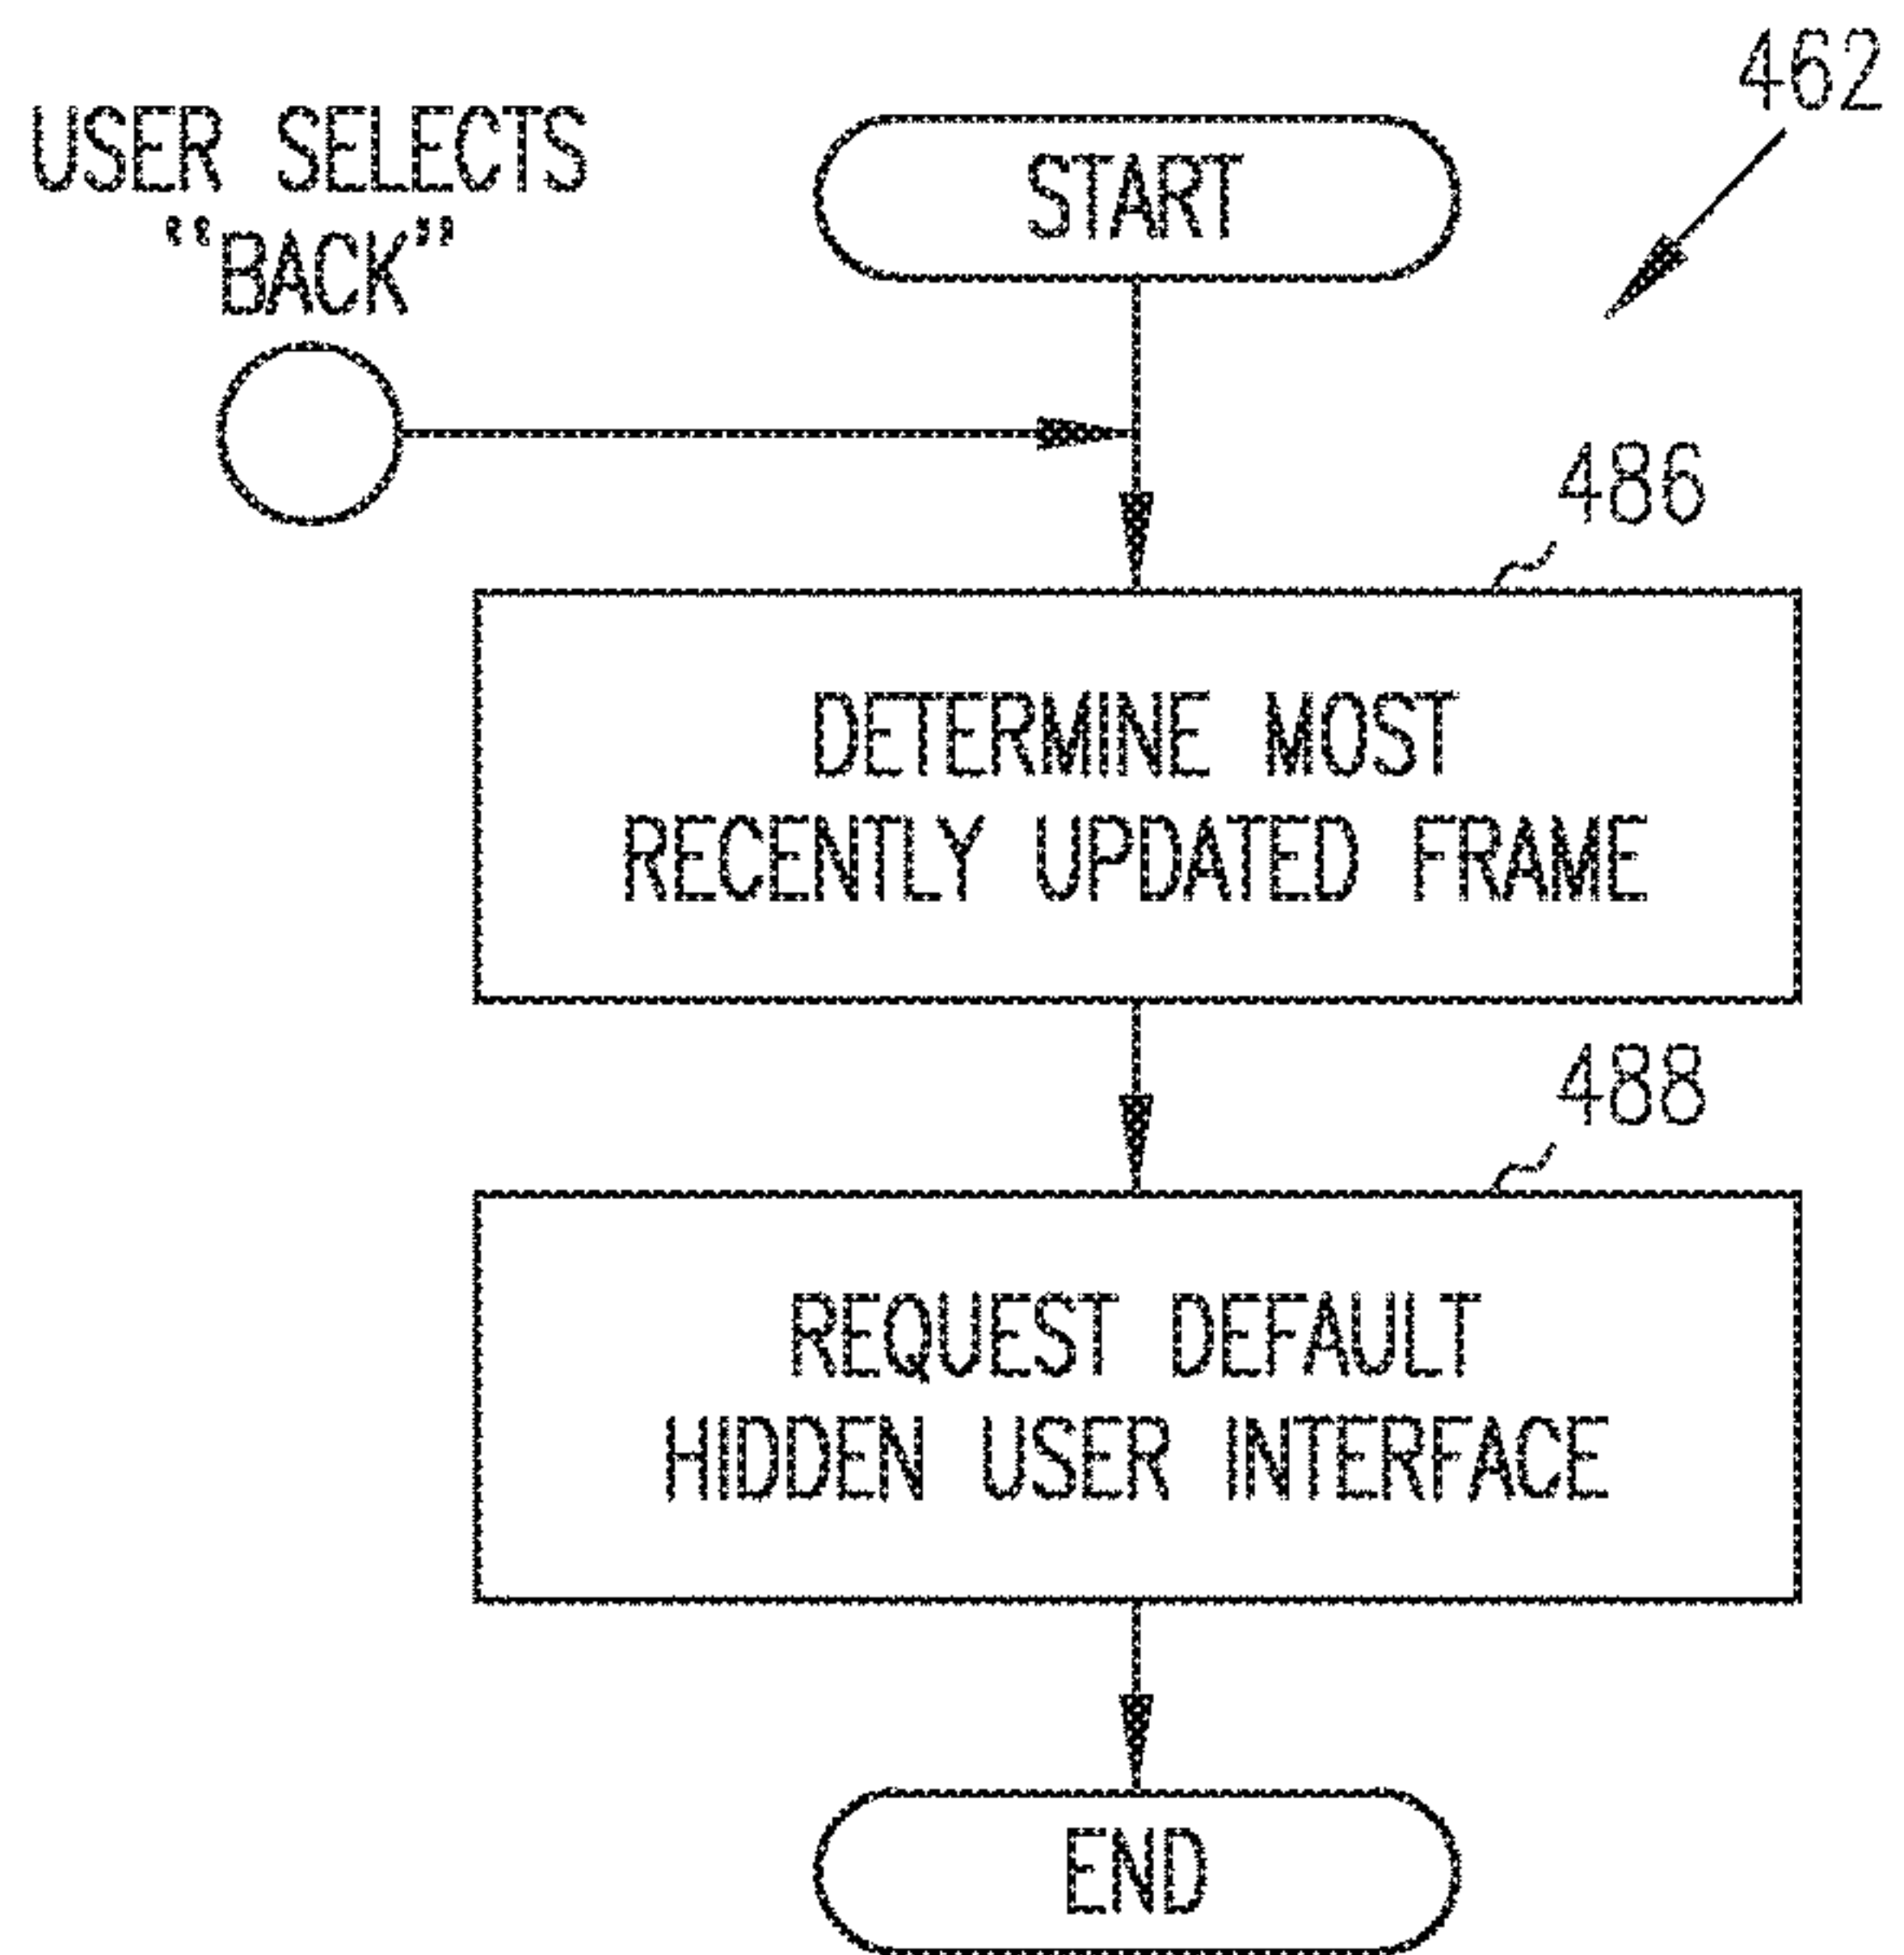 462
USER SELECTS
“BACK”
START
486
DETERMINE MOST
RECENTLY UPDATED FRAME
488
REQUEST DEFAULT
HIDDEN USER INTERFACE
END